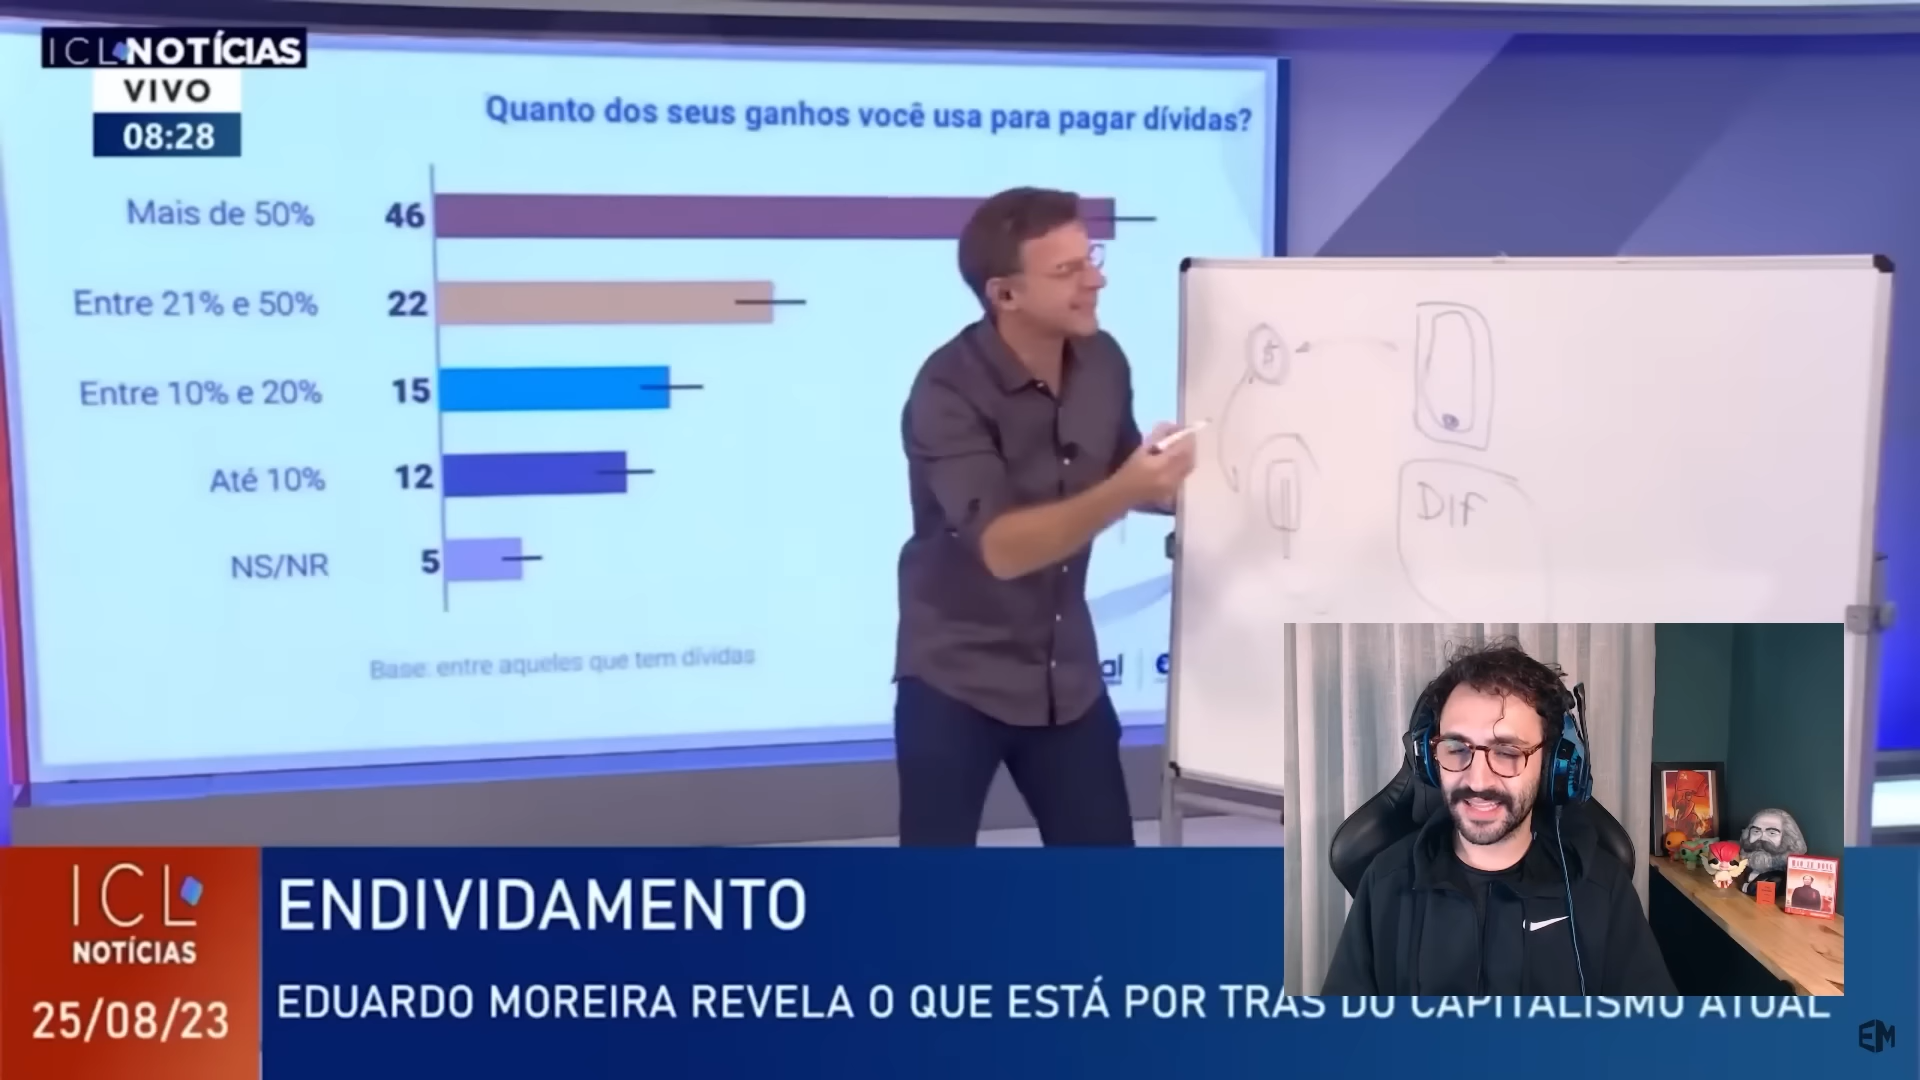 ICL NOTÍCIAS
VIVO
08:28
Quanto dos seus ganhos você usa para pagar dívidas?
Mais de 50% 46
Entre 21% e 50% 22
Entre 10% e 20% 15
Até 10% 12
NS/NR 5
Base: entre aqueles que tem dívidas
DIF
ICL
NOTÍCIAS
25/08/23
ENDIVIDAMENTO
EDUARDO MOREIRA REVELA O QUE ESTÁ POR TRÁS DO CAPITALISMO ATUAL
EM